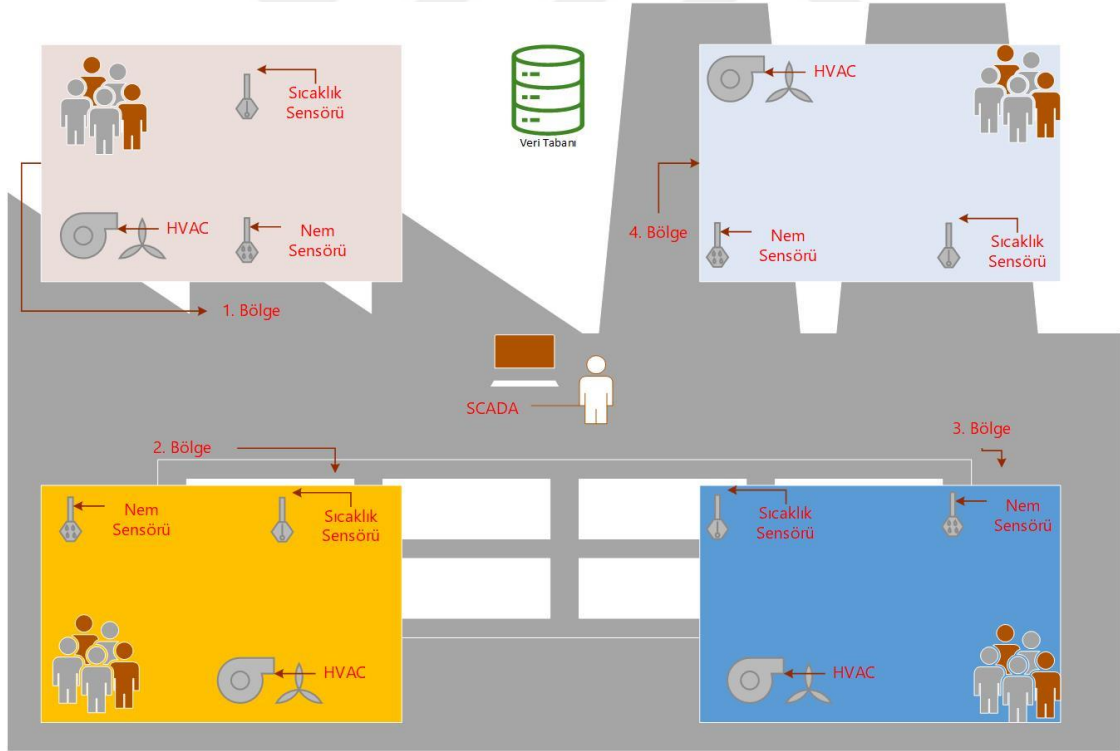 Sıcaklık
Sensörü
HVAC
Nem
Sensörü
1. Bölge
Veri Tabanı
HVAC
4. Bölge
Nem
Sensörü
Sıcaklık
Sensörü
SCADA
2. Bölge
Nem
Sensörü
Sıcaklık
Sensörü
HVAC
3. Bölge
Sıcaklık
Sensörü
Nem
Sensörü
HVAC